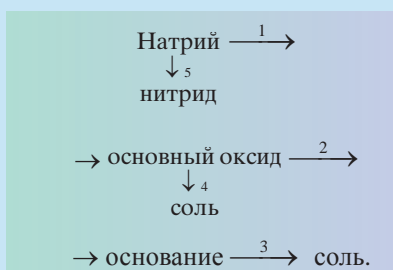 Натрий 1→
↓ 5
нитрид
→ основный оксид 2→
↓ 4
соль
→ основание 3→ соль.